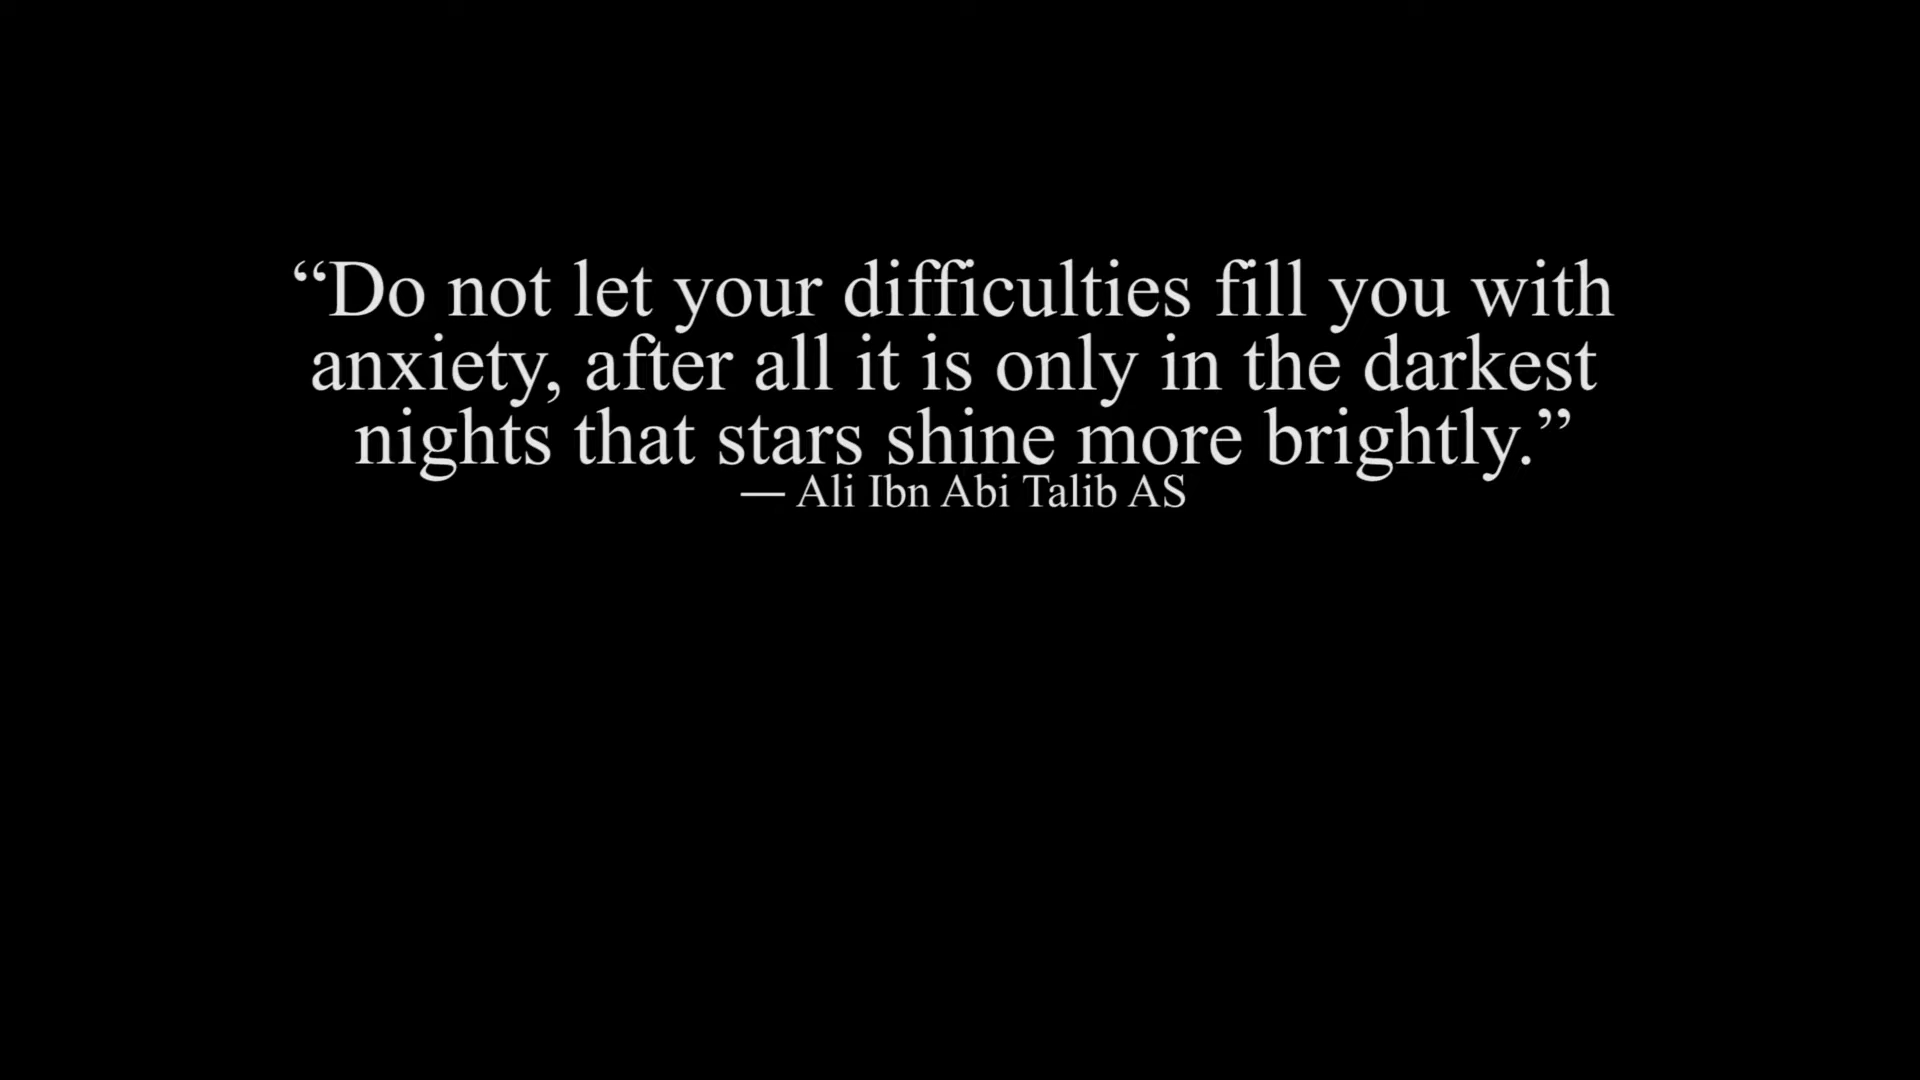 “Do not let your difficulties fill you with
anxiety, after all it is only in the darkest
nights that stars shine more brightly.”
— Ali Ibn Abi Talib AS